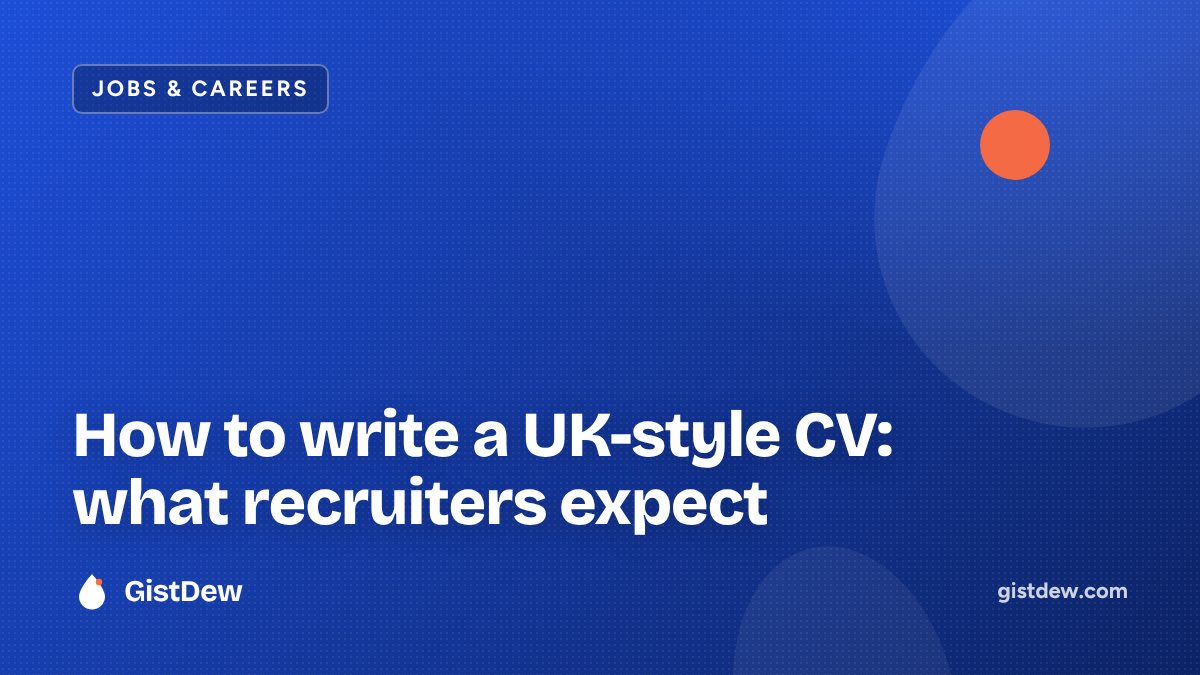 JOBS & CAREERS
How to write a UK-style CV:
what recruiters expect
GistDew
gistdew.com